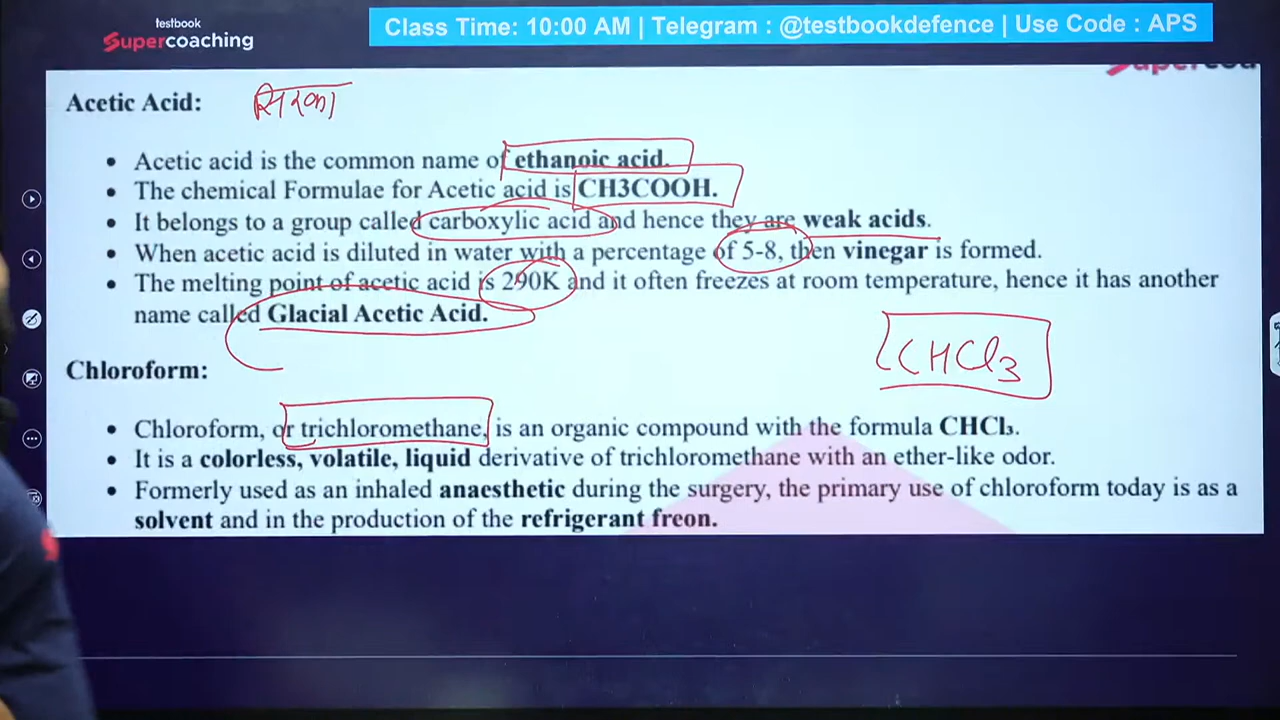 testbook
Supercoaching
Class Time: 10:00 AM | Telegram : @testbookdefence | Use Code : APS
Acetic Acid: सिरका
• Acetic acid is the common name of ethanoic acid.
• The chemical Formulae for Acetic acid is CH3COOH.
• It belongs to a group called carboxylic acid and hence they are weak acids.
• When acetic acid is diluted in water with a percentage of 5-8, then vinegar is formed.
• The melting point of acetic acid is 290K and it often freezes at room temperature, hence it has another
name called Glacial Acetic Acid.
CHCl3
Chloroform:
• Chloroform, or trichloromethane, is an organic compound with the formula CHCl₃.
• It is a colorless, volatile, liquid derivative of trichloromethane with an ether-like odor.
• Formerly used as an inhaled anaesthetic during the surgery, the primary use of chloroform today is as a
solvent and in the production of the refrigerant freon.